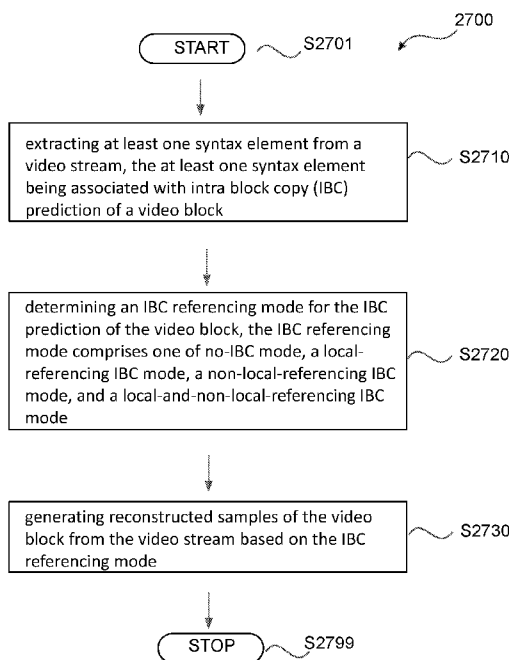 2700
START
S2701
extracting at least one syntax element from a
video stream, the at least one syntax element
being associated with intra block copy (IBC)
prediction of a video block
S2710
determining an IBC referencing mode for the IBC
prediction of the video block, the IBC referencing
mode comprises one of no-IBC mode, a local-
referencing IBC mode, a non-local-referencing IBC
mode, and a local-and-non-local-referencing IBC
mode
S2720
generating reconstructed samples of the video
block from the video stream based on the IBC
referencing mode
S2730
STOP
S2799